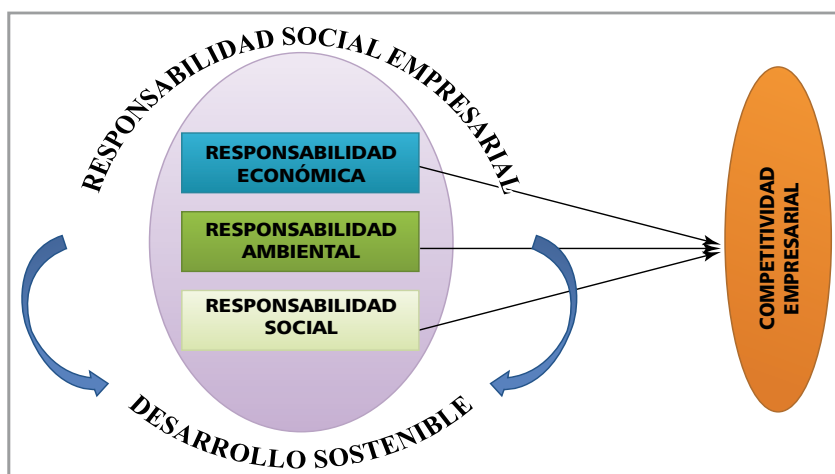 RESPONSABILIDAD SOCIAL EMPRESARIAL
RESPONSABILIDAD
ECONÓMICA
RESPONSABILIDAD
AMBIENTAL
RESPONSABILIDAD
SOCIAL
DESARROLLO SOSTENIBLE
COMPETITIVIDAD
EMPRESARIAL